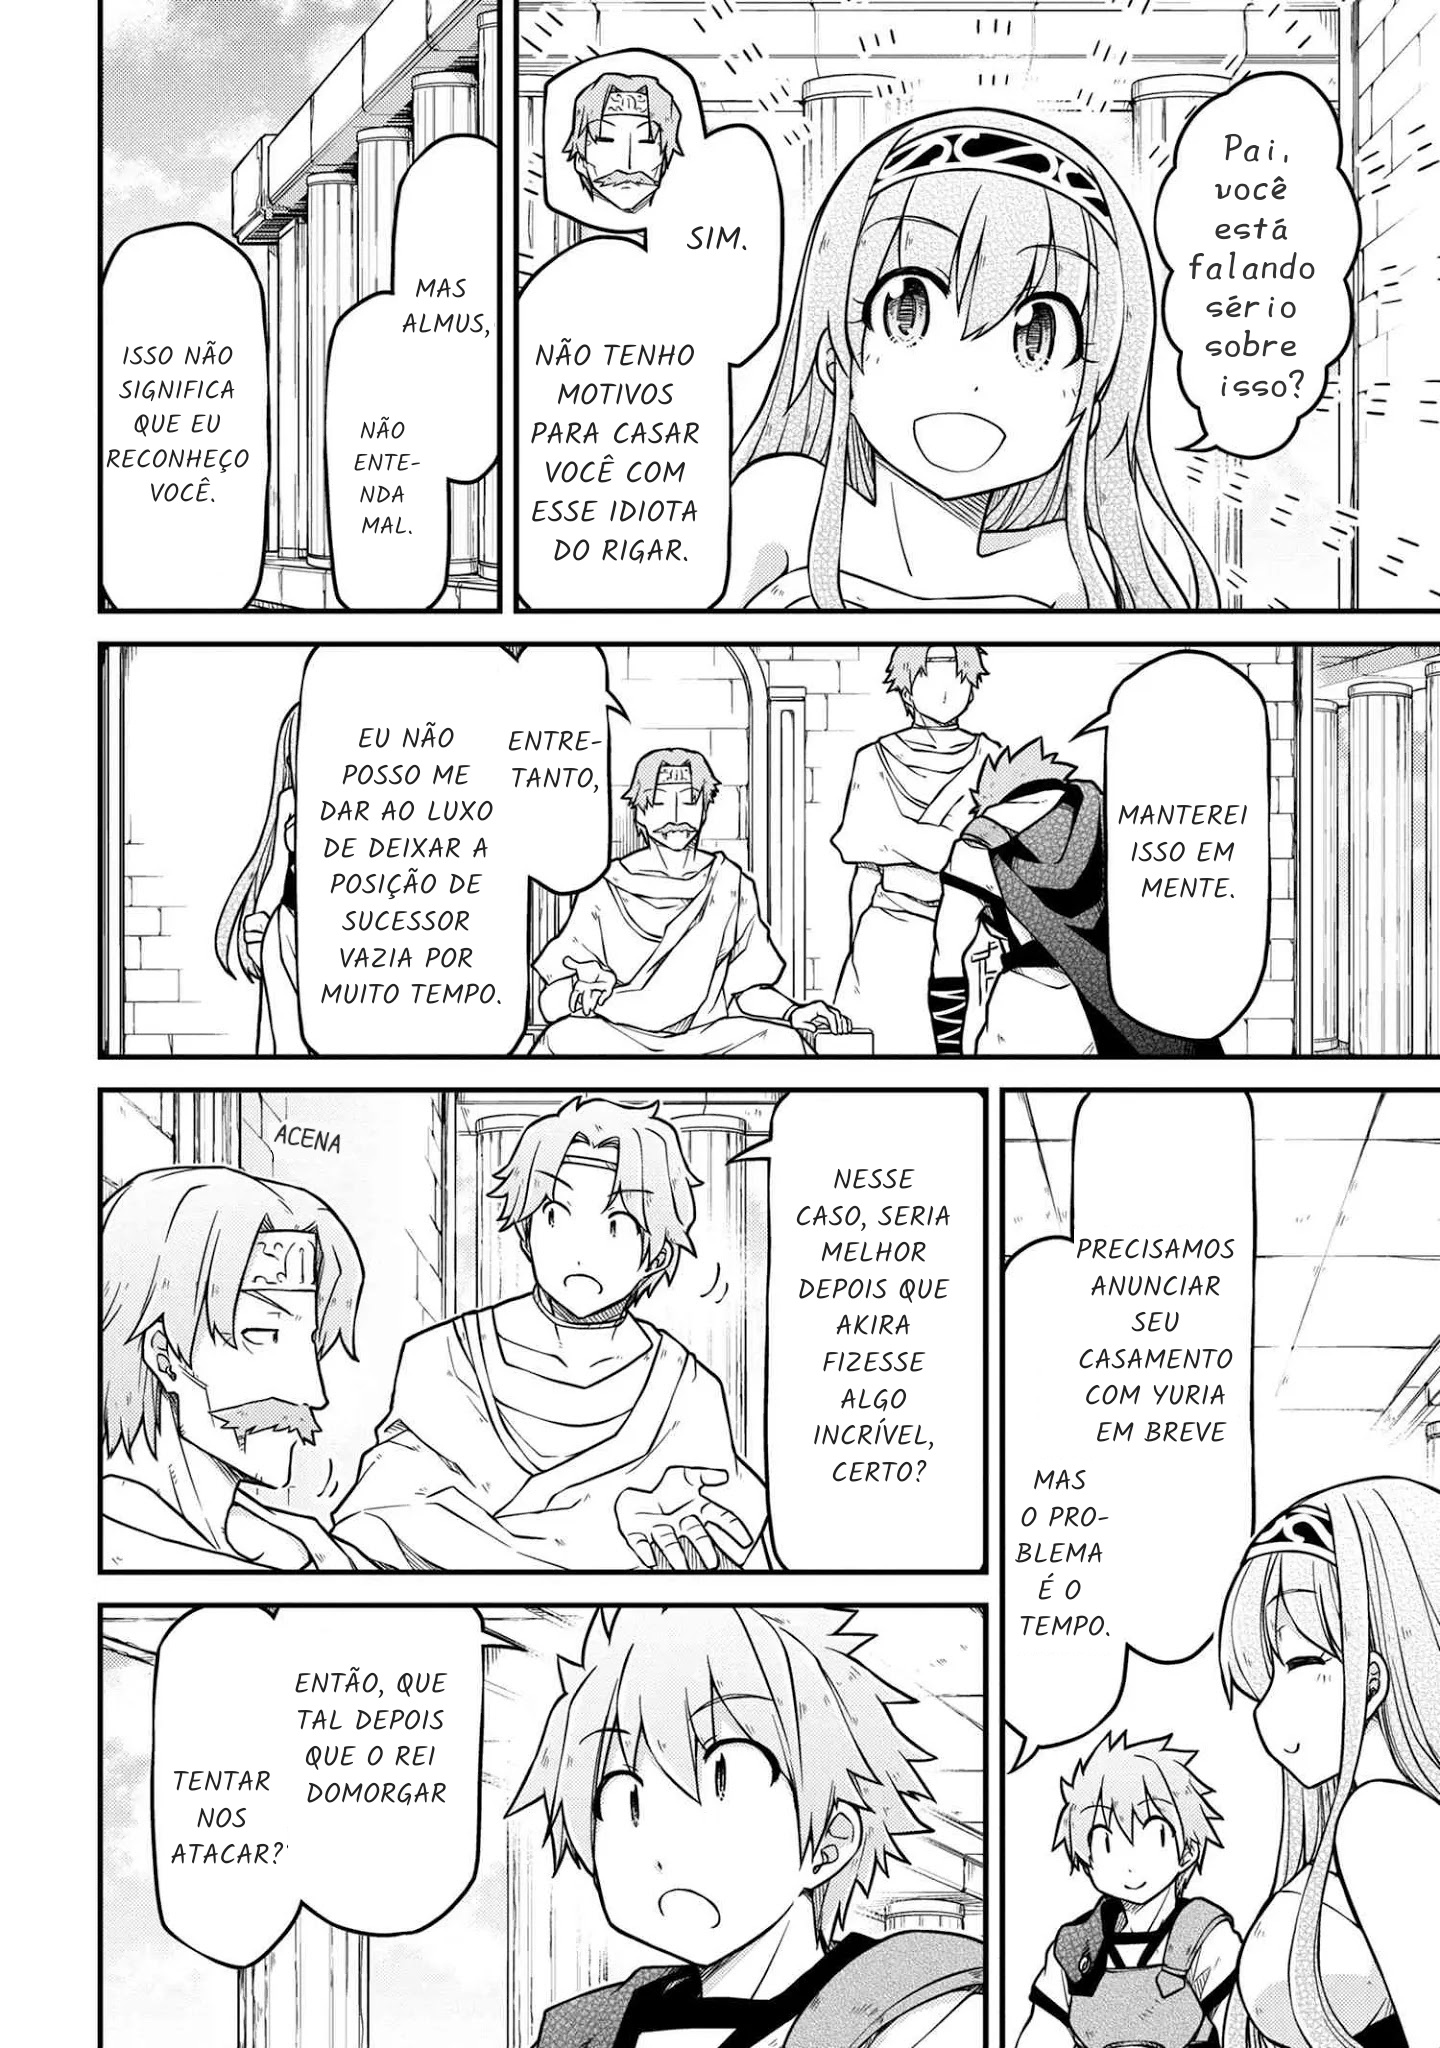 Pai,
você
está
falando
sério
sobre
isso?
SIM.
NÃO TENHO
MOTIVOS
PARA CASAR
VOCÊ COM
ESSE IDIOTA
DO RIGAR.
MAS
ALMUS,
NÃO
ENTE-
NDA
MAL.
ISSO NÃO
SIGNIFICA
QUE EU
RECONHEÇO
VOCÊ.
MANTEREI
ISSO EM
MENTE.
ENTRE-
TANTO,
EU NÃO
POSSO ME
DAR AO LUXO
DE DEIXAR A
POSIÇÃO DE
SUCESSOR
VAZIA POR
MUITO TEMPO.
PRECISAMOS
ANUNCIAR
SEU
CASAMENTO
COM YURIA
EM BREVE
MAS
O PRO-
BLEMA
É O
TEMPO.
NESSE
CASO, SERIA
MELHOR
DEPOIS QUE
AKIRA
FIZESSE
ALGO
INCRÍVEL,
CERTO?
ACENA
ENTÃO, QUE
TAL DEPOIS
QUE O REI
DOMORGAR
TENTAR
NOS
ATACAR?